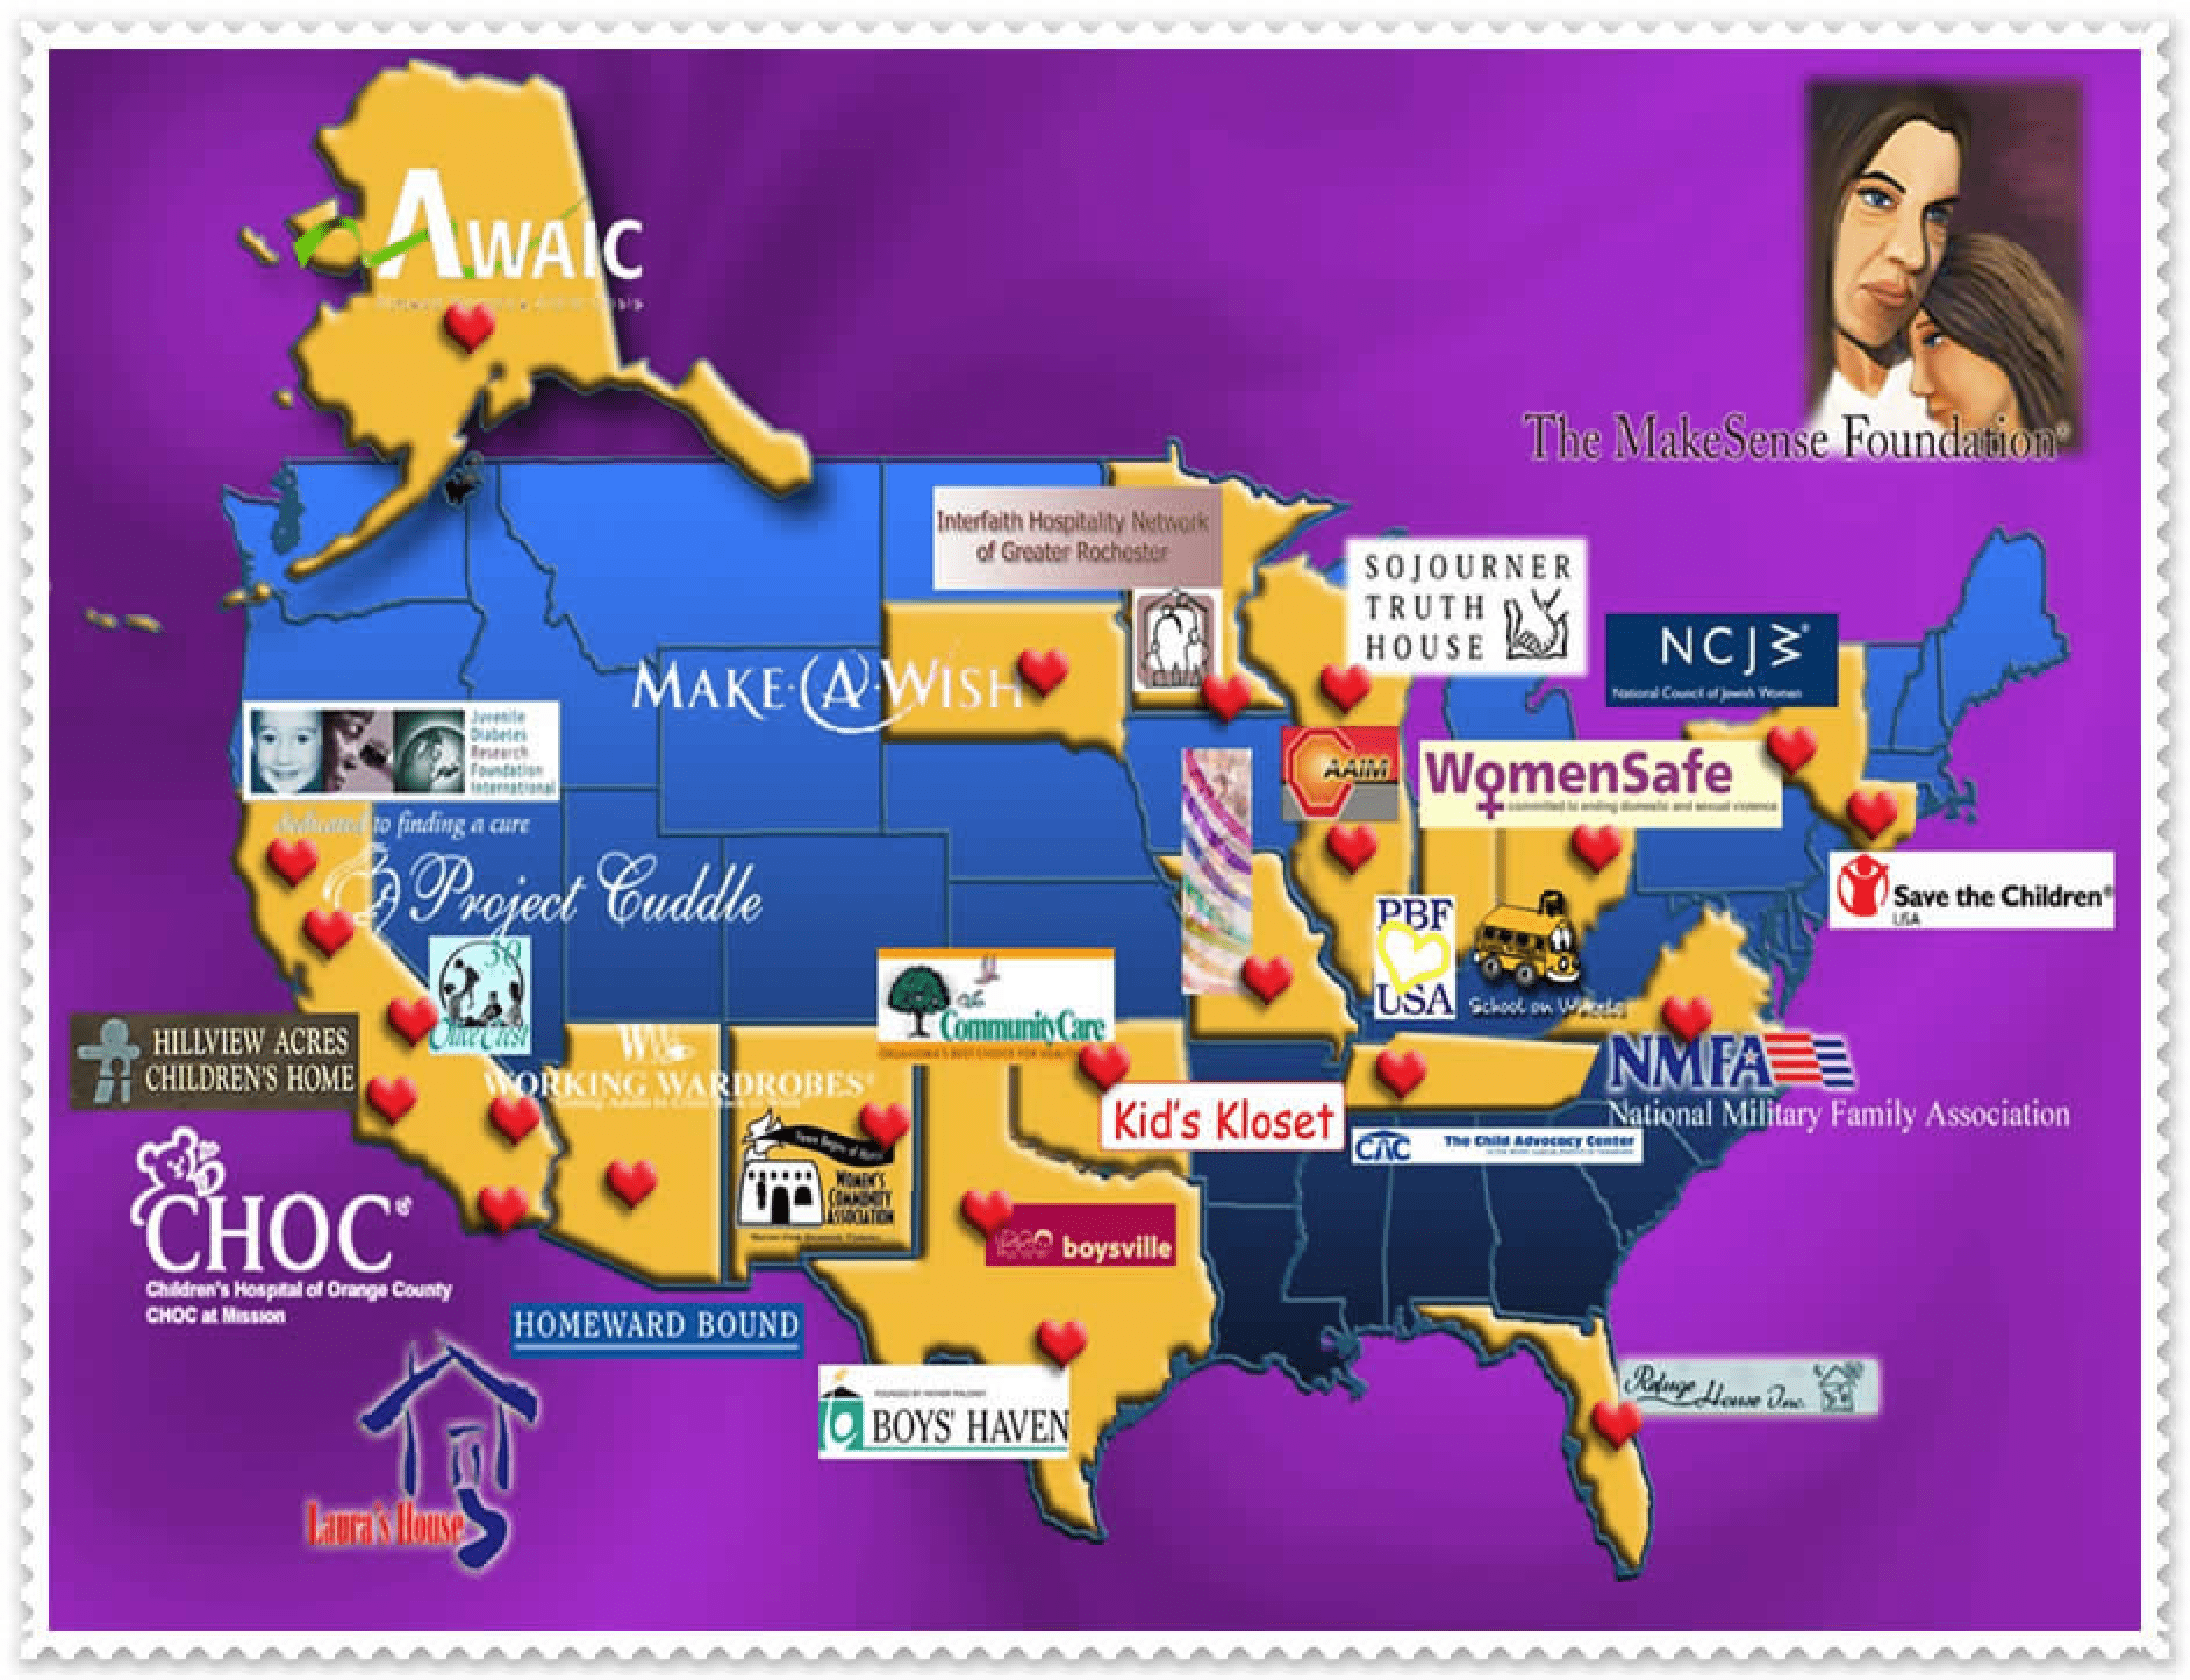 AWAIC
The MakeSense Foundation®
Interfaith Hospitality Network
of Greater Rochester
SOJOURNER
TRUTH
HOUSE
NCJW®
National Council of Jewish Women
MAKE·A·WISH
Juvenile
Diabetes
Research
Foundation
International
dedicated to finding a cure
AAIM
WomenSafe
committed to ending domestic and sexual violence
Project Cuddle
Save the Children®
USA
PBF
USA
School on Wheels
30
Olive Crest
CommunityCare
HILLVIEW ACRES
CHILDREN'S HOME
WW
WORKING WARDROBES®
NMFA
National Military Family Association
Kid's Kloset
CAC The Child Advocacy Center
WOMEN'S
COMMUNITY
ASSOCIATION
CHOC®
Children's Hospital of Orange County
CHOC at Mission
boysville
HOMEWARD BOUND
BOYS' HAVEN
Refuge House Inc.
Laura's House